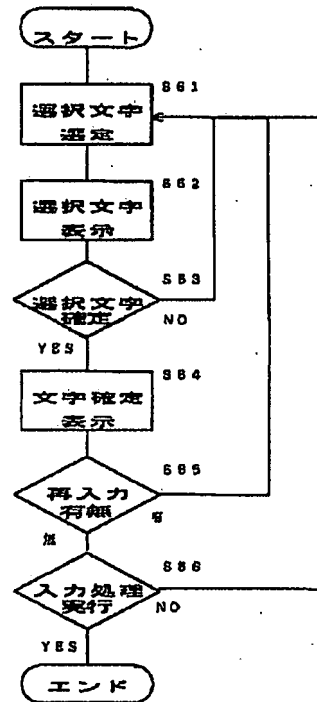 スタート
S61
選択文字
選定
S62
選択文字
表示
S63
選択文字
確定
NO
YES
S64
文字確定
表示
S65
再入力
有無
有
無
S66
入力処理
実行
NO
YES
エンド